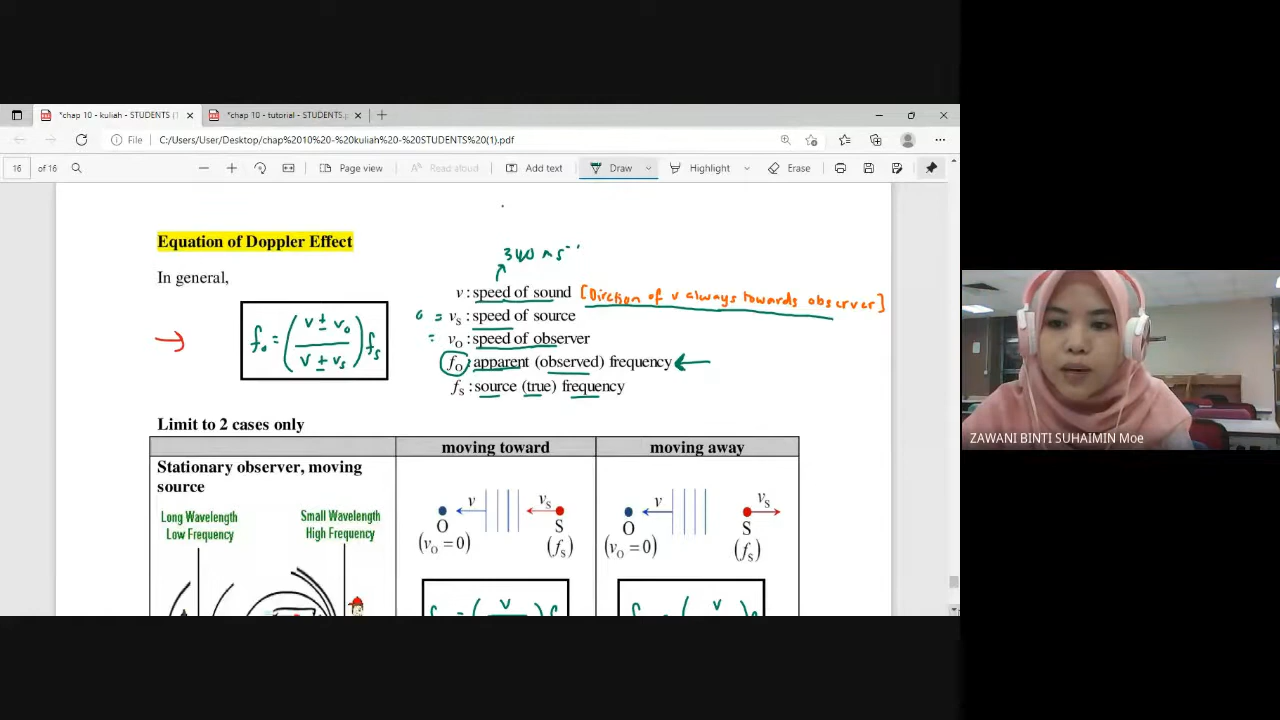 *chap 10 - kuliah - STUDENTS (1
*chap 10 - tutorial - STUDENTS.p
File
C:/Users/User/Desktop/chap%2010%20-%20kuliah%20-%20STUDENTS%20(1).pdf
16 of 16
Page view
Read aloud
Add text
Draw
Highlight
Erase
Equation of Doppler Effect
In general,
340 m s⁻¹
v : speed of sound [Direction of v always towards observer]
vs : speed of source
vo : speed of observer
fo : apparent (observed) frequency
fs : source (true) frequency
fo = (v ± vo / v ± vs) fs
Limit to 2 cases only
moving toward
moving away
Stationary observer, moving
source
Long Wavelength
Low Frequency
Small Wavelength
High Frequency
v
vs
O
S
(vo = 0)
(fs)
v
vs
O
S
(vo = 0)
(fs)
ZAWANI BINTI SUHAIMIN Moe